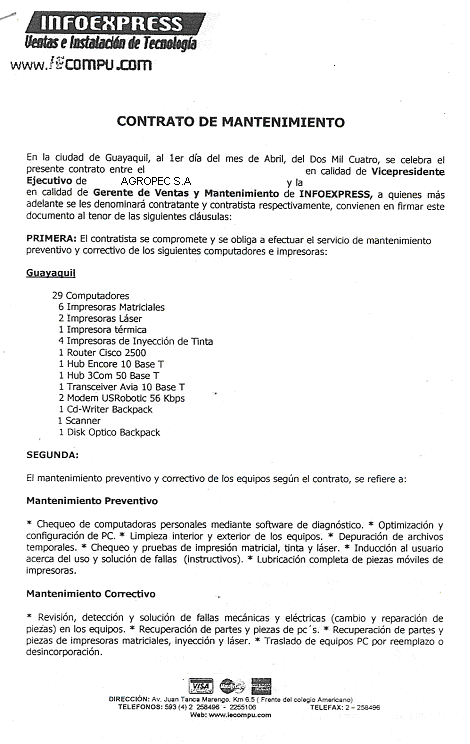 INFOEXPRESS
Ventas e Instalación de Tecnología
www.iecompu.com
CONTRATO DE MANTENIMIENTO
En la ciudad de Guayaquil, al 1er día del mes de Abril, del Dos Mil Cuatro, se celebra el
presente contrato entre el en calidad de Vicepresidente
Ejecutivo de AGROPEC S.A y la
en calidad de Gerente de Ventas y Mantenimiento de INFOEXPRESS, a quienes más
adelante se les denominará contratante y contratista respectivamente, convienen en firmar este
documento al tenor de las siguientes cláusulas:
PRIMERA: El contratista se compromete y se obliga a efectuar el servicio de mantenimiento
preventivo y correctivo de los siguientes computadores e impresoras:
Guayaquil
29 Computadores
6 Impresoras Matriciales
2 Impresoras Láser
1 Impresora térmica
4 Impresoras de Inyección de Tinta
1 Router Cisco 2500
1 Hub Encore 10 Base T
1 Hub 3Com 50 Base T
1 Transceiver Avia 10 Base T
2 Modem USRobotic 56 Kbps
1 Cd-Writer Backpack
1 Scanner
1 Disk Optico Backpack
SEGUNDA:
El mantenimiento preventivo y correctivo de los equipos según el contrato, se refiere a:
Mantenimiento Preventivo
* Chequeo de computadoras personales mediante software de diagnóstico. * Optimización y
configuración de PC. * Limpieza interior y exterior de los equipos. * Depuración de archivos
temporales. * Chequeo y pruebas de impresión matricial, tinta y láser. * Inducción al usuario
acerca del uso y solución de fallas (instructivos). * Lubricación completa de piezas móviles de
impresoras.
Mantenimiento Correctivo
* Revisión, detección y solución de fallas mecánicas y eléctricas (cambio y reparación de
piezas) en los equipos. * Recuperación de partes y piezas de pc´s. * Recuperación de partes y
piezas de impresoras matriciales, inyección y láser. * Traslado de equipos PC por reemplazo o
desincorporación.
VISA
DIRECCIÓN: Av. Juan Tanca Marengo, Km 6.5 ( Frente del colegio Americano)
TELEFONOS: 593 (4) 2 258496 - 2255106 TELEFAX: 2 - 258496
Web: www.iecompu.com